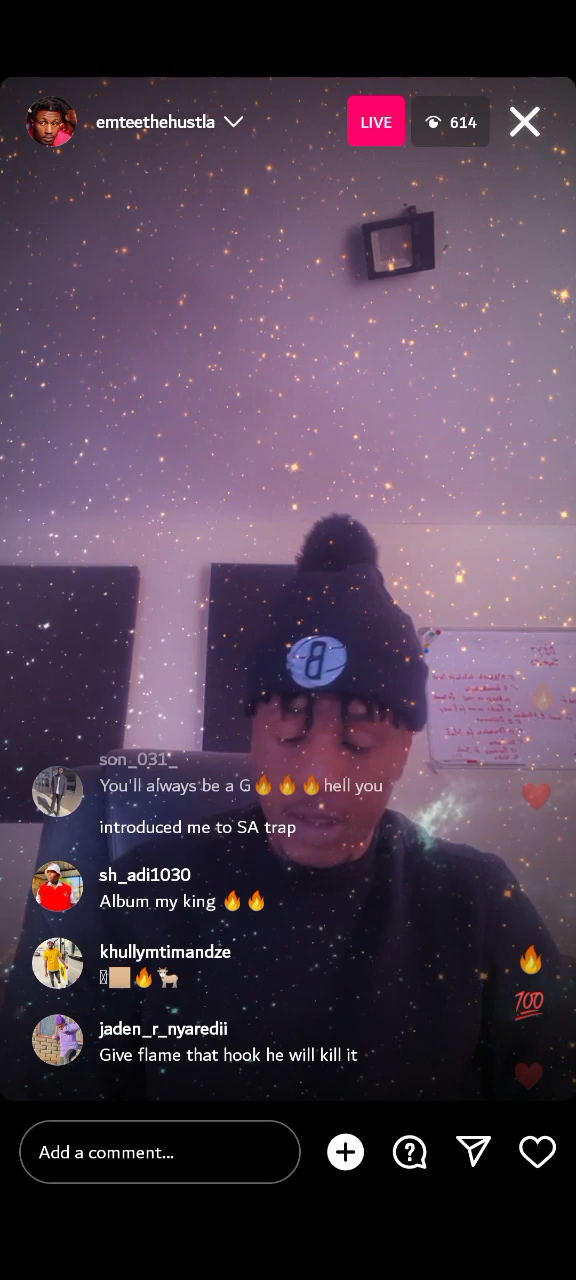 emteethehustla
LIVE
614
son_031_
You'll always be a G🔥🔥🔥hell you
introduced me to SA trap
sh_adi1030
Album my king 🔥🔥
khullymtimandze
🔥🐐
jaden_r_nyaredii
Give flame that hook he will kill it
💯
Add a comment...